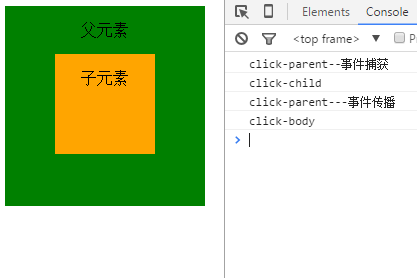 父元素
子元素
Elements Console
<top frame> ▼ P
click-parent--事件捕获
click-child
click-parent---事件传播
click-body
>